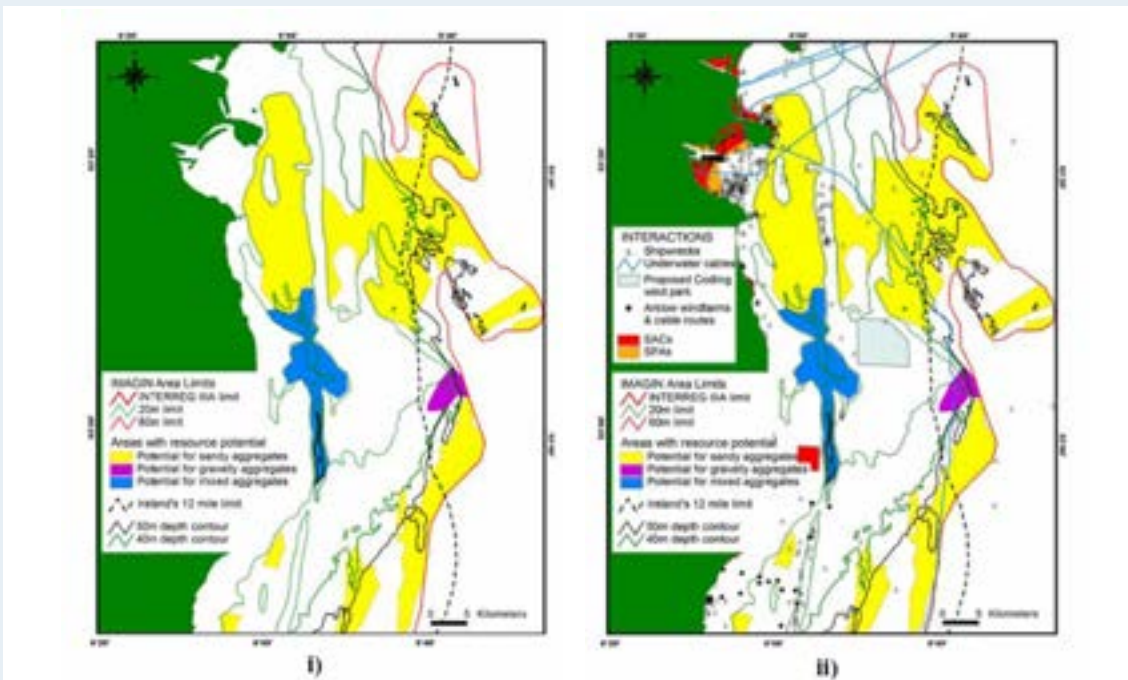 IMAGIN Area Limits
INTERREG IIIA limit
20m limit
60m limit
Areas with resource potential
Potential for sandy aggregates
Potential for gravelly aggregates
Potential for mixed aggregates
Ireland's 12 mile limit
50m depth contour
40m depth contour
0 5 Kilometers
i)
INTERACTIONS
Shipwrecks
Underwater cables
Proposed Codling
wind park
Arklow windfarms
& cable routes
SACs
SPAs
IMAGIN Area Limits
INTERREG IIIA limit
20m limit
60m limit
Areas with resource potential
Potential for sandy aggregates
Potential for gravelly aggregates
Potential for mixed aggregates
Ireland's 12 mile limit
50m depth contour
40m depth contour
0 5 Kilometers
ii)